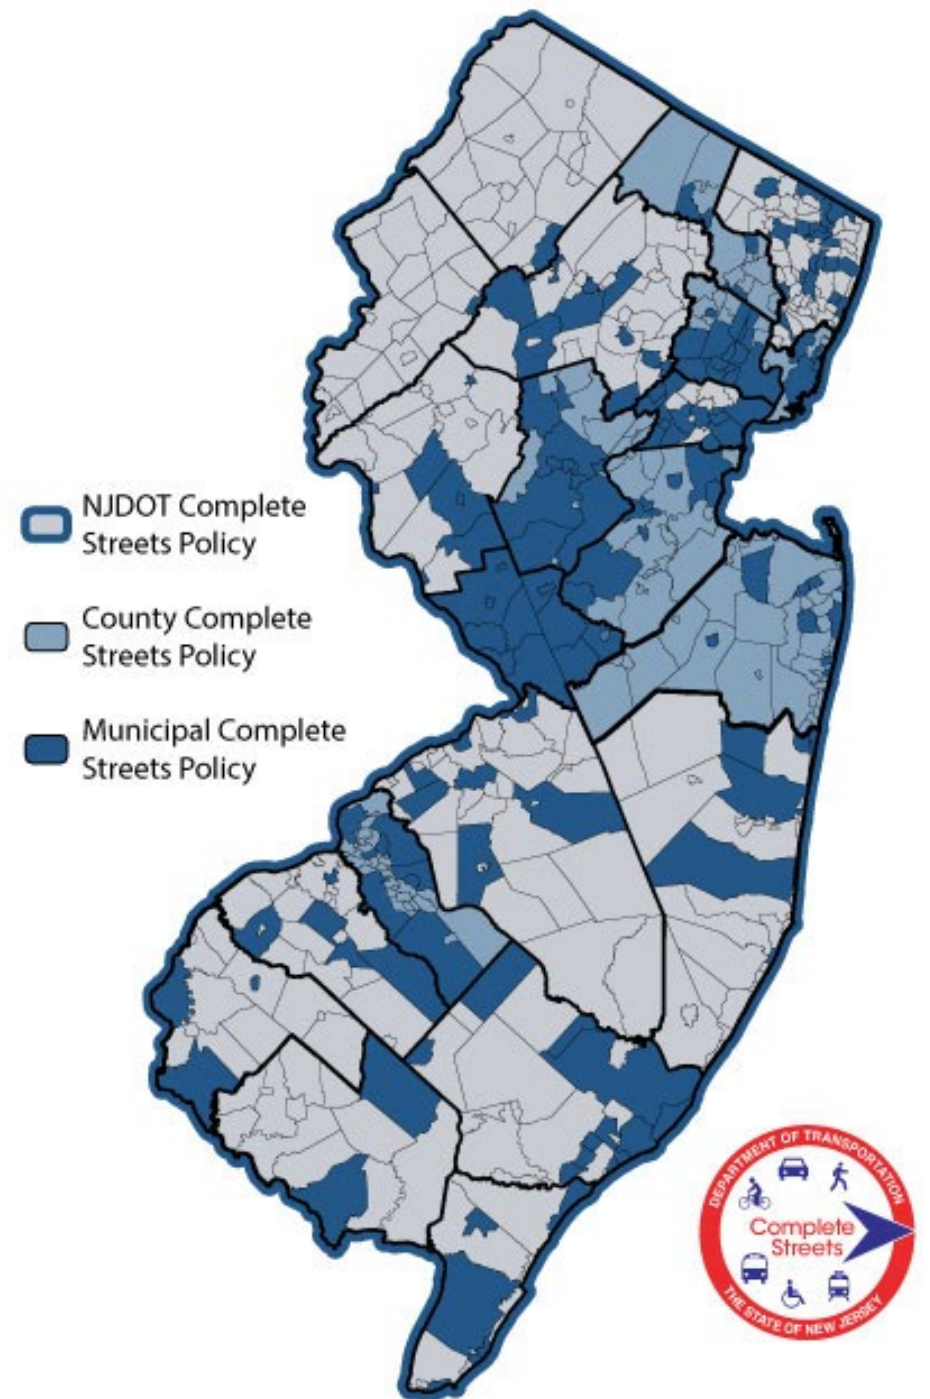 NJDOT Complete
Streets Policy
County Complete
Streets Policy
Municipal Complete
Streets Policy
DEPARTMENT OF TRANSPORTATION
Complete
Streets
THE STATE OF NEW JERSEY